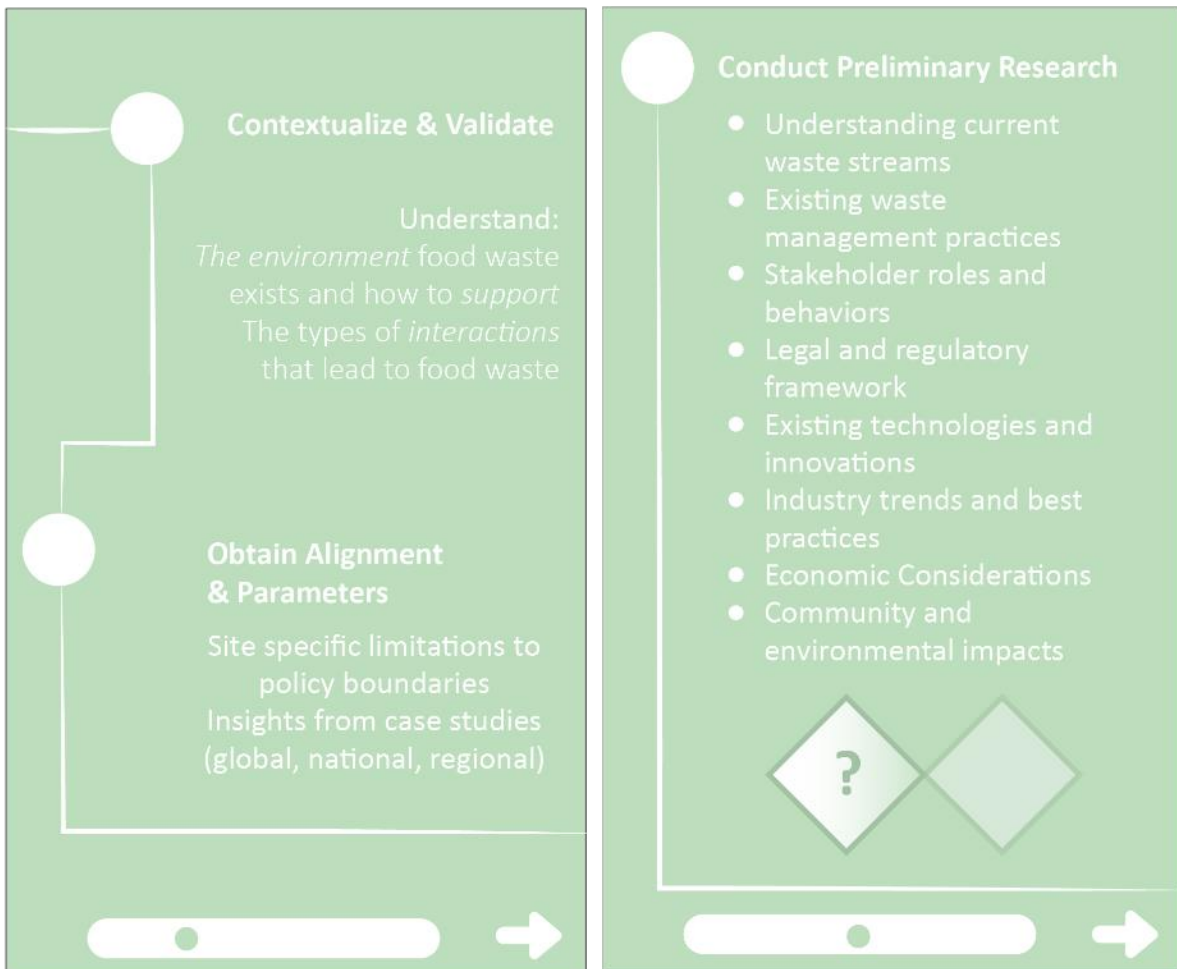 Contextualize & Validate
Understand:
The environment food waste
exists and how to support
The types of interactions
that lead to food waste
Obtain Alignment
& Parameters
Site specific limitations to
policy boundaries
Insights from case studies
(global, national, regional)
Conduct Preliminary Research
● Understanding current
waste streams
● Existing waste
management practices
● Stakeholder roles and
behaviors
● Legal and regulatory
framework
● Existing technologies and
innovations
● Industry trends and best
practices
● Economic Considerations
● Community and
environmental impacts
?